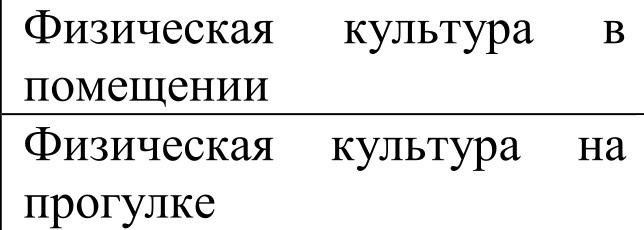 Физическая культура в
помещении
Физическая культура на
прогулке